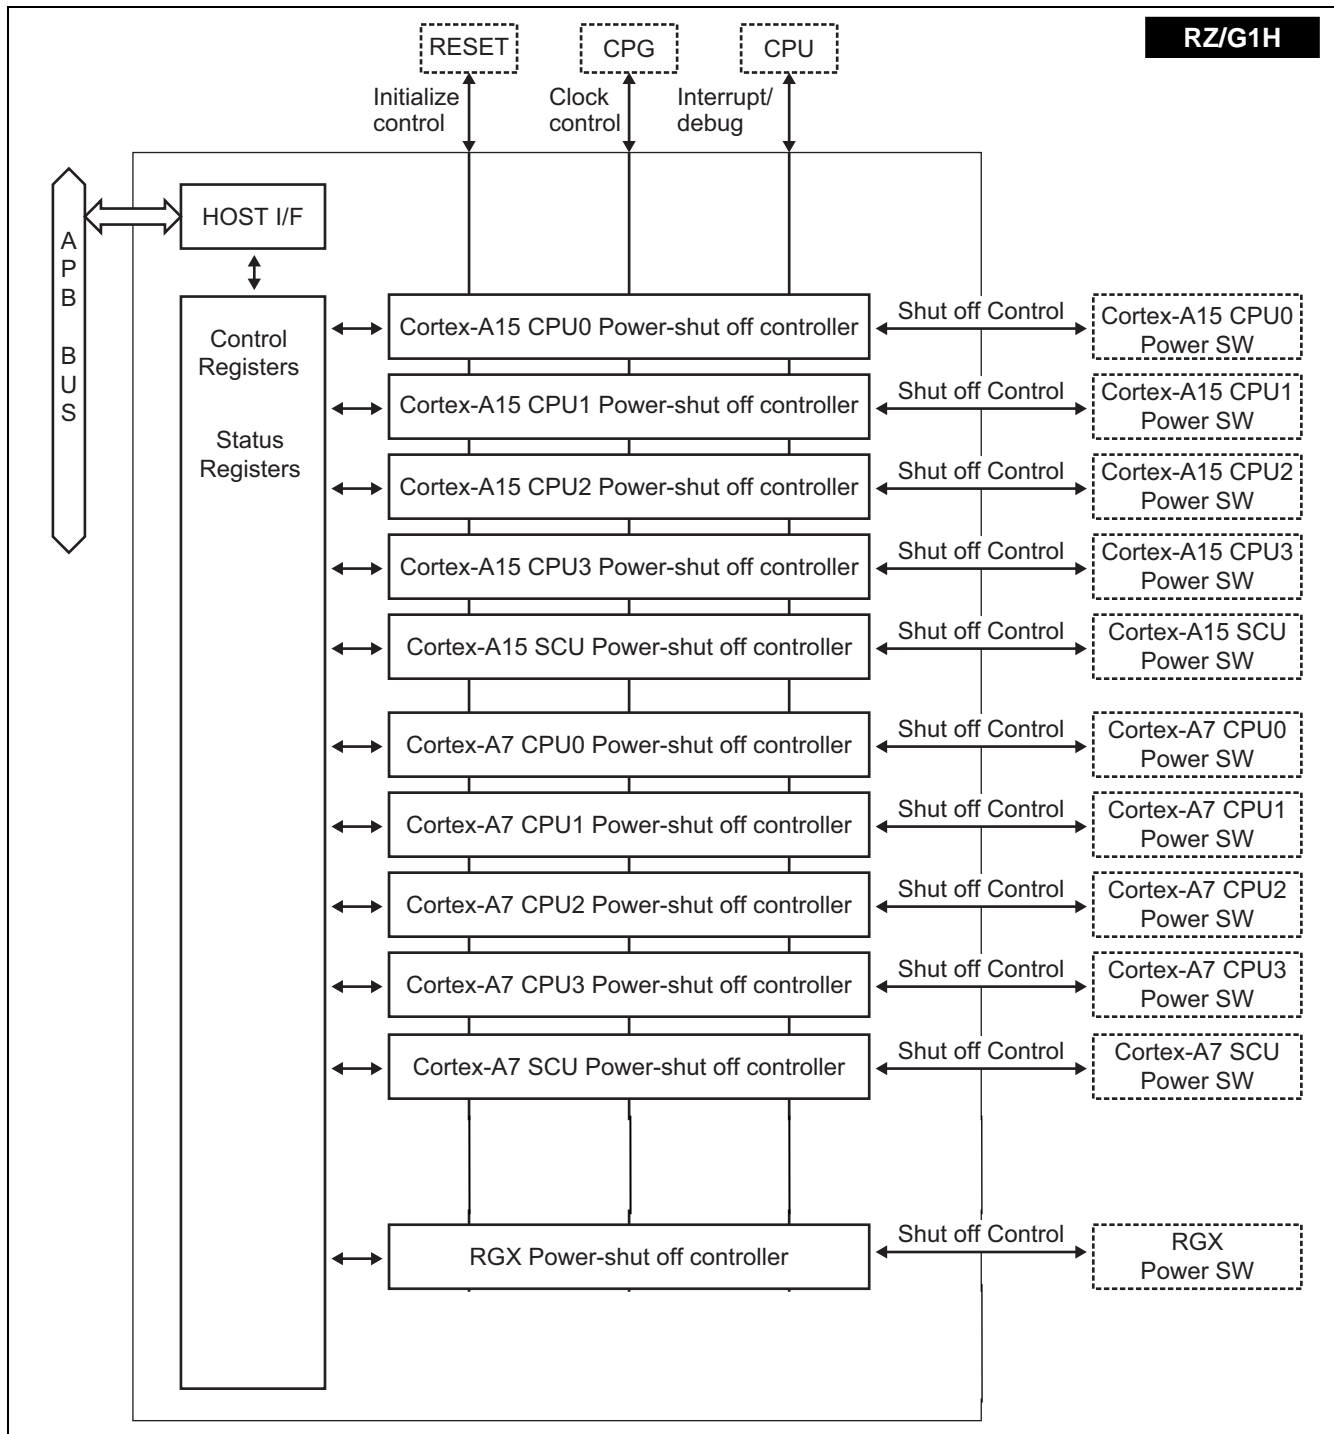 RZ/G1H
RESET
CPG
CPU
Initialize
control
Clock
control
Interrupt/
debug
APB BUS
HOST I/F
Control
Registers
Status
Registers
Cortex-A15 CPU0 Power-shut off controller
Shut off Control
Cortex-A15 CPU0
Power SW
Cortex-A15 CPU1 Power-shut off controller
Shut off Control
Cortex-A15 CPU1
Power SW
Cortex-A15 CPU2 Power-shut off controller
Shut off Control
Cortex-A15 CPU2
Power SW
Cortex-A15 CPU3 Power-shut off controller
Shut off Control
Cortex-A15 CPU3
Power SW
Cortex-A15 SCU Power-shut off controller
Shut off Control
Cortex-A15 SCU
Power SW
Cortex-A7 CPU0 Power-shut off controller
Shut off Control
Cortex-A7 CPU0
Power SW
Cortex-A7 CPU1 Power-shut off controller
Shut off Control
Cortex-A7 CPU1
Power SW
Cortex-A7 CPU2 Power-shut off controller
Shut off Control
Cortex-A7 CPU2
Power SW
Cortex-A7 CPU3 Power-shut off controller
Shut off Control
Cortex-A7 CPU3
Power SW
Cortex-A7 SCU Power-shut off controller
Shut off Control
Cortex-A7 SCU
Power SW
RGX Power-shut off controller
Shut off Control
RGX
Power SW